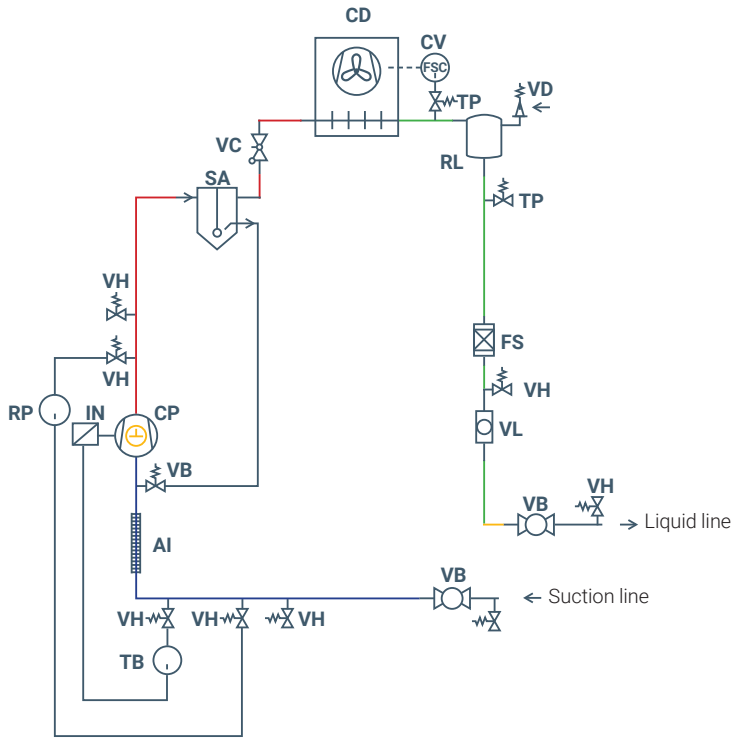 CD
CV
FSC
TP
VD
VC
RL
SA
TP
VH
FS
VH
VH
RP
IN
CP
VL
VB
VH
VB
Liquid line
AI
VB
Suction line
VH
VH
VH
TB